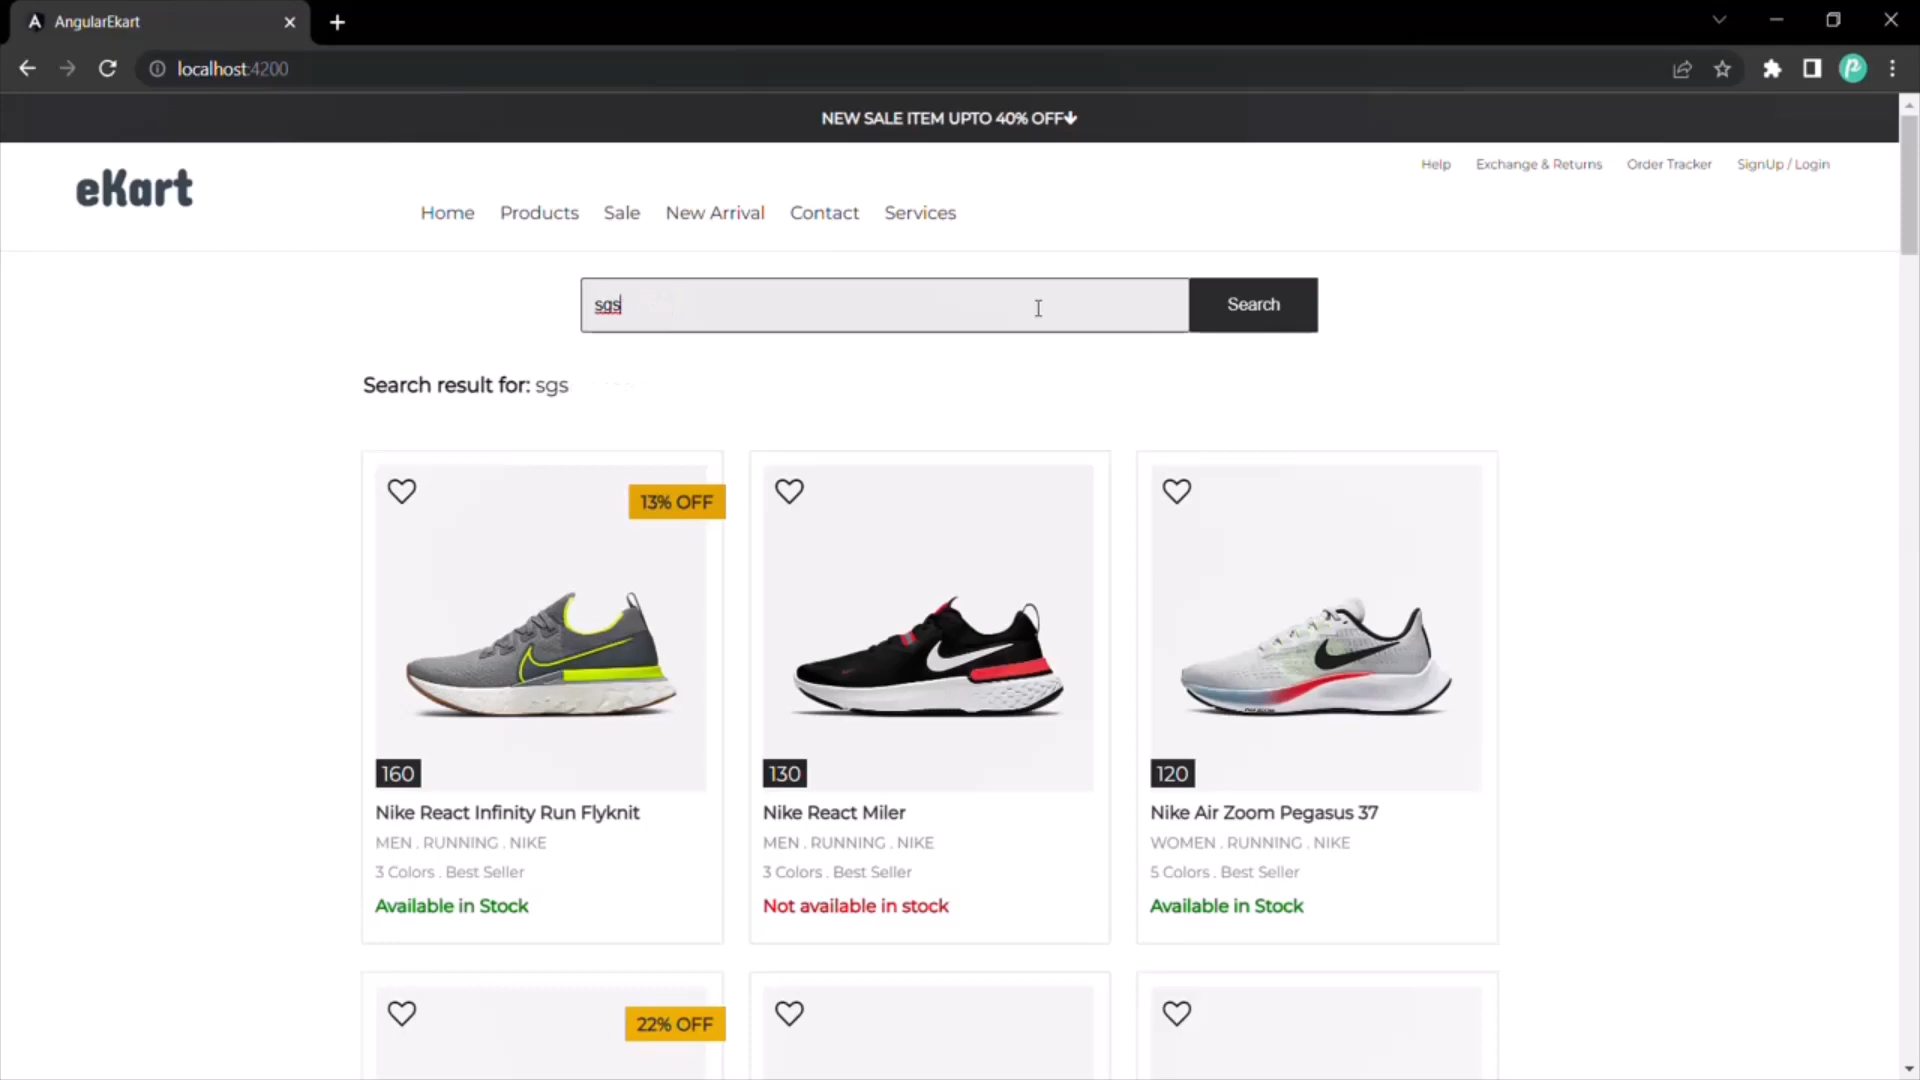 AngularEkart
localhost:4200
NEW SALE ITEM UPTO 40% OFF
eKart
Help Exchange & Returns Order Tracker SignUp / Login
Home Products Sale New Arrival Contact Services
sgs Search
Search result for: sgs
13% OFF
160 130 120
Nike React Infinity Run Flyknit Nike React Miler Nike Air Zoom Pegasus 37
MEN . RUNNING . NIKE MEN . RUNNING . NIKE WOMEN . RUNNING . NIKE
3 Colors . Best Seller 3 Colors . Best Seller 5 Colors . Best Seller
Available in Stock Not available in stock Available in Stock
22% OFF